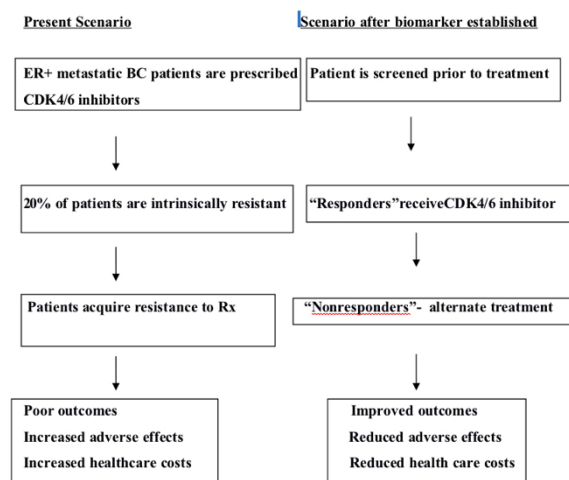 Present Scenario
ER+ metastatic BC patients are prescribed
CDK4/6 inhibitors
20% of patients are intrinsically resistant
Patients acquire resistance to Rx
Poor outcomes
Increased adverse effects
Increased healthcare costs
Scenario after biomarker established
Patient is screened prior to treatment
“Responders”receiveCDK4/6 inhibitor
“Nonresponders”- alternate treatment
Improved outcomes
Reduced adverse effects
Reduced health care costs